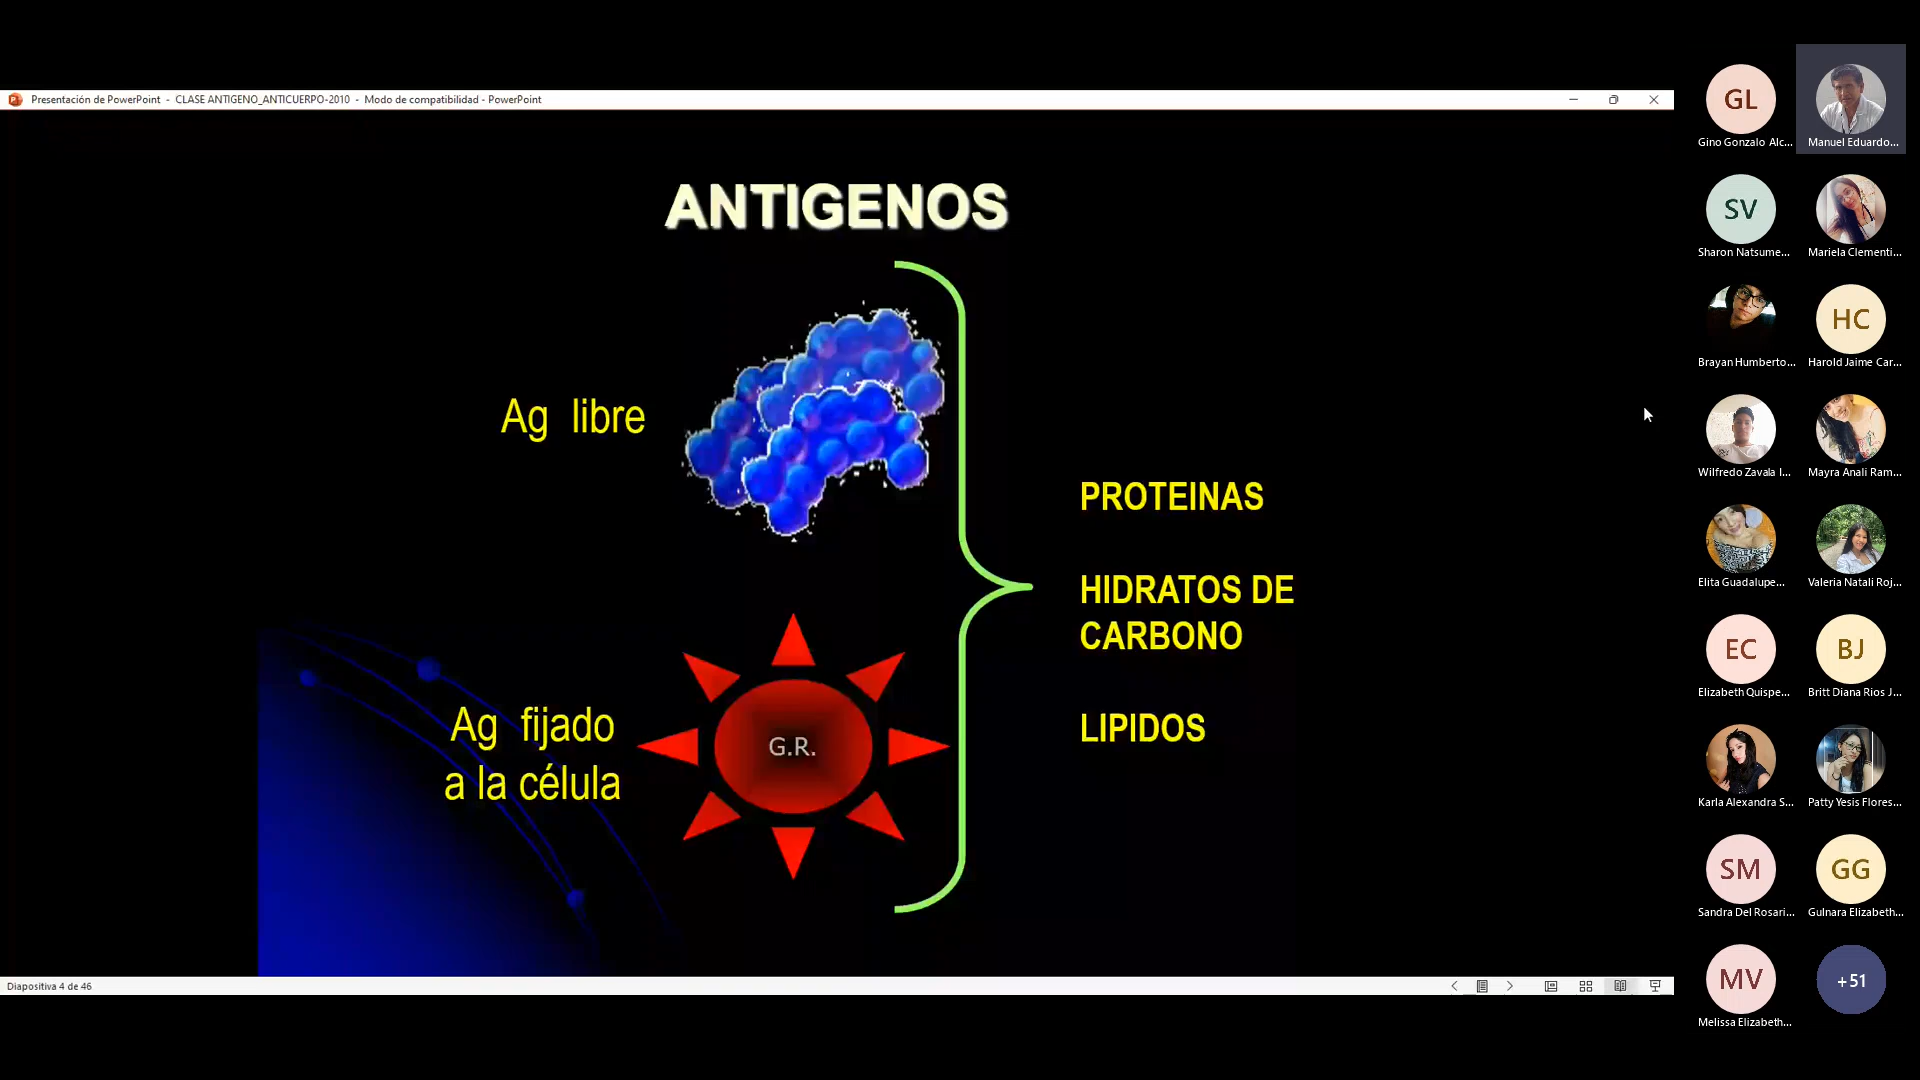 Presentación de PowerPoint - CLASE ANTIGENO_ANTICUERPO-2010 - Modo de compatibilidad - PowerPoint
ANTIGENOS
Ag libre
PROTEINAS
HIDRATOS DE
CARBONO
LIPIDOS
Ag fijado
a la célula
G.R.
Diapositiva 4 de 46
GL
Gino Gonzalo Alc...
Manuel Eduardo...
SV
Sharon Natsume...
Mariela Clementi...
Brayan Humberto...
HC
Harold Jaime Car...
Wilfredo Zavala I...
Mayra Anali Ram...
Elita Guadalupe...
Valeria Natali Roj...
EC
Elizabeth Quispe...
BJ
Britt Diana Rios J...
Karla Alexandra S...
Patty Yesis Flores...
SM
Sandra Del Rosari...
GG
Gulnara Elizabeth...
MV
Melissa Elizabeth...
+51